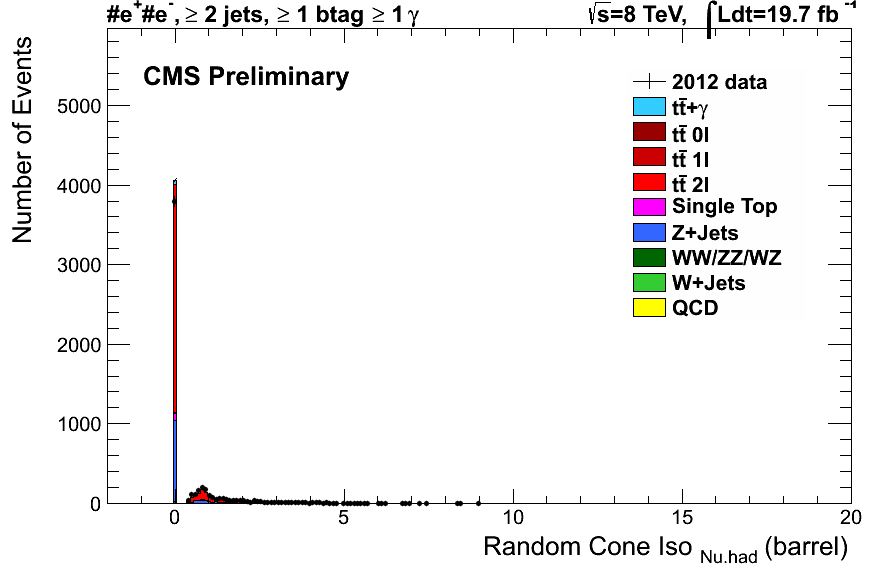 #e⁺#e⁻, ≥ 2 jets, ≥ 1 btag ≥ 1 γ √s=8 TeV, ∫Ldt=19.7 fb⁻¹
CMS Preliminary
2012 data
tt̄+γ
tt̄ 0l
tt̄ 1l
tt̄ 2l
Single Top
Z+Jets
WW/ZZ/WZ
W+Jets
QCD
Number of Events
5000
4000
3000
2000
1000
0
0 5 10 15 20
Random Cone Iso Nu.had (barrel)